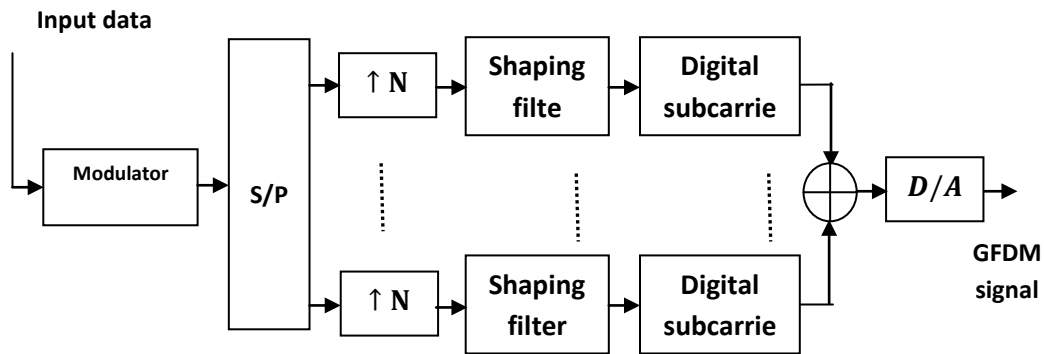 Input data
Modulator
S/P
↑ N
Shaping
filte
Digital
subcarrie
↑ N
Shaping
filter
Digital
subcarrie
D/A
GFDM
signal